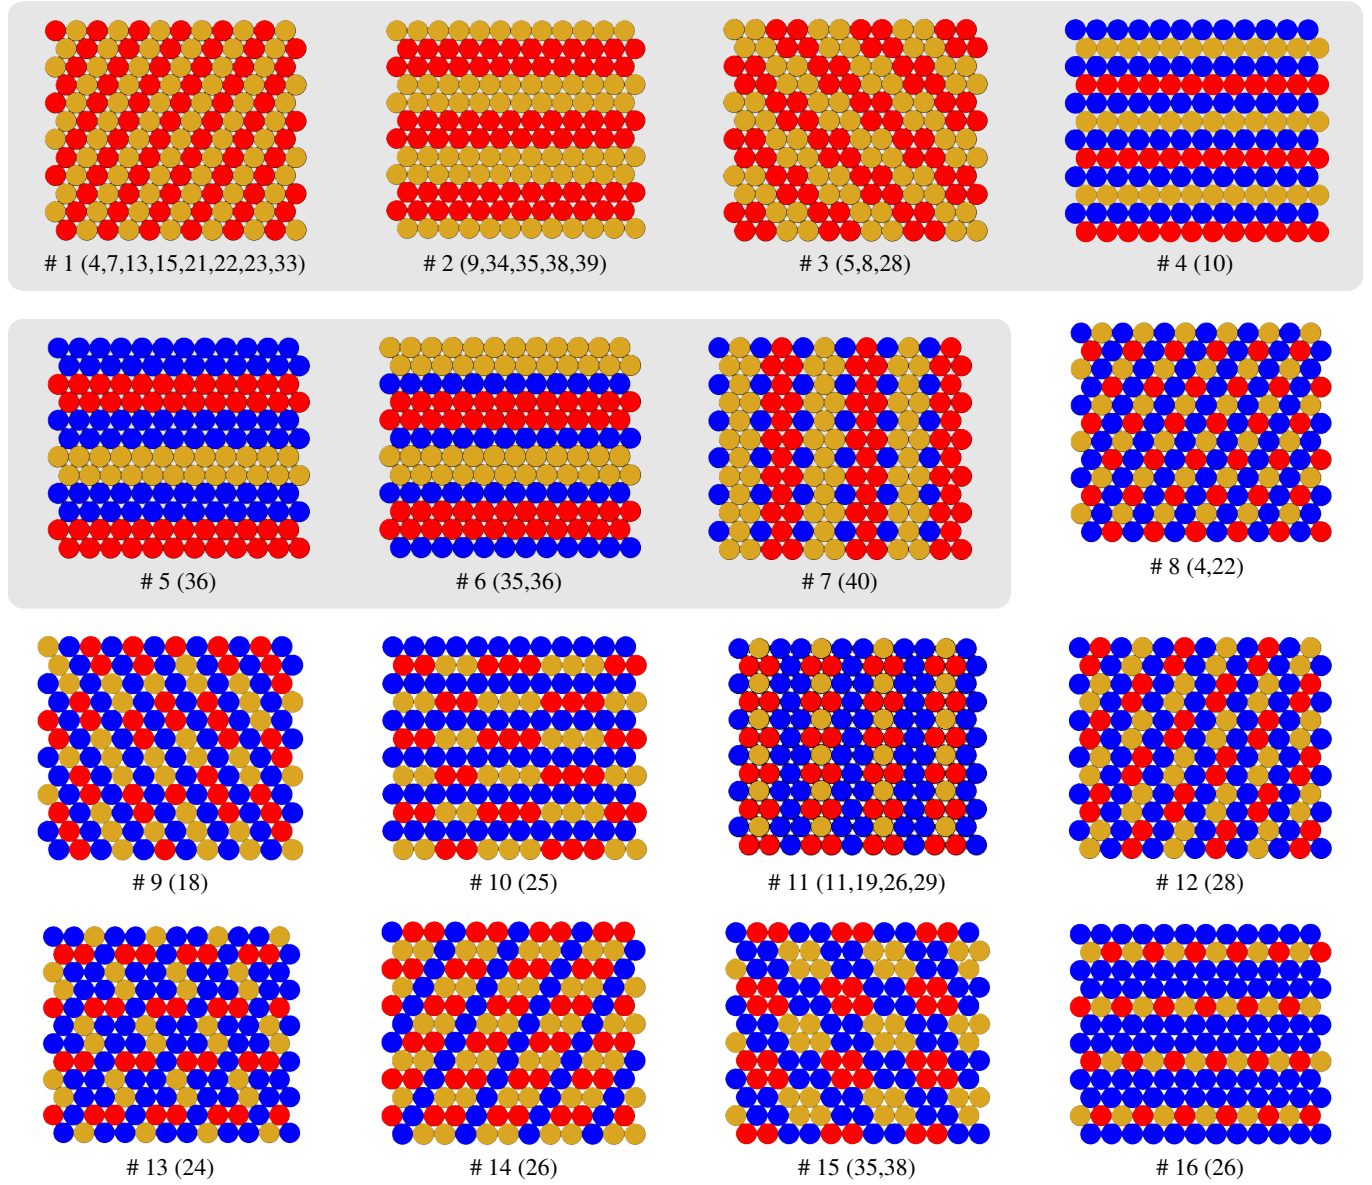 # 1 (4,7,13,15,21,22,23,33)
# 2 (9,34,35,38,39)
# 3 (5,8,28)
# 4 (10)
# 5 (36)
# 6 (35,36)
# 7 (40)
# 8 (4,22)
# 9 (18)
# 10 (25)
# 11 (11,19,26,29)
# 12 (28)
# 13 (24)
# 14 (26)
# 15 (35,38)
# 16 (26)